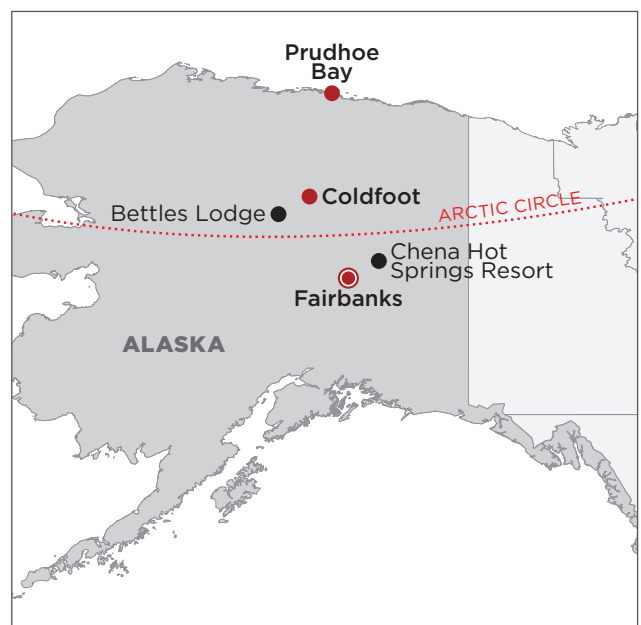 Prudhoe
Bay
Coldfoot
Bettles Lodge
ARCTIC CIRCLE
Chena Hot
Springs Resort
Fairbanks
ALASKA